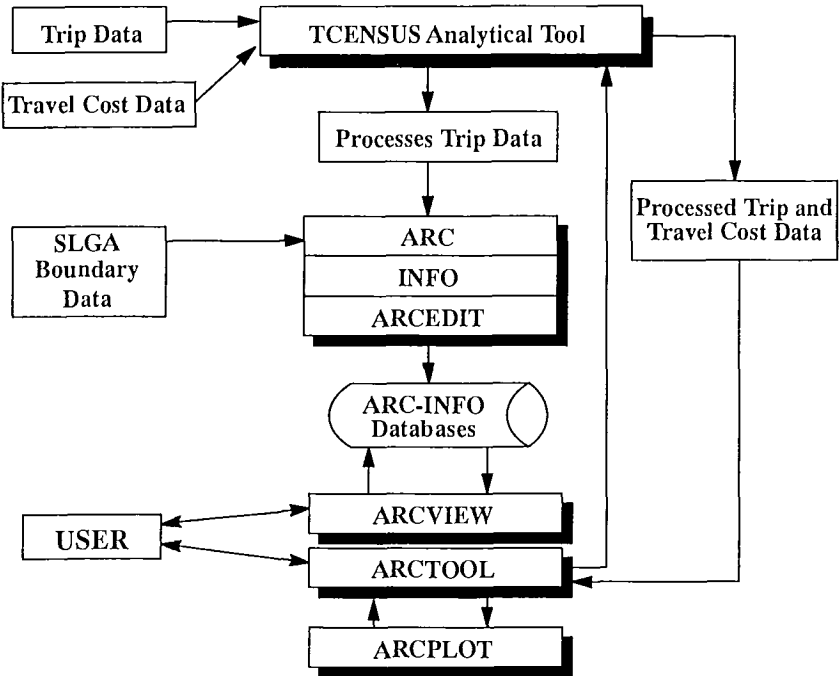 Trip Data
TCENSUS Analytical Tool
Travel Cost Data
Processes Trip Data
Processed Trip and
Travel Cost Data
SLGA
Boundary
Data
ARC
INFO
ARCEDIT
ARC-INFO
Databases
USER
ARCVIEW
ARCTOOL
ARCPLOT